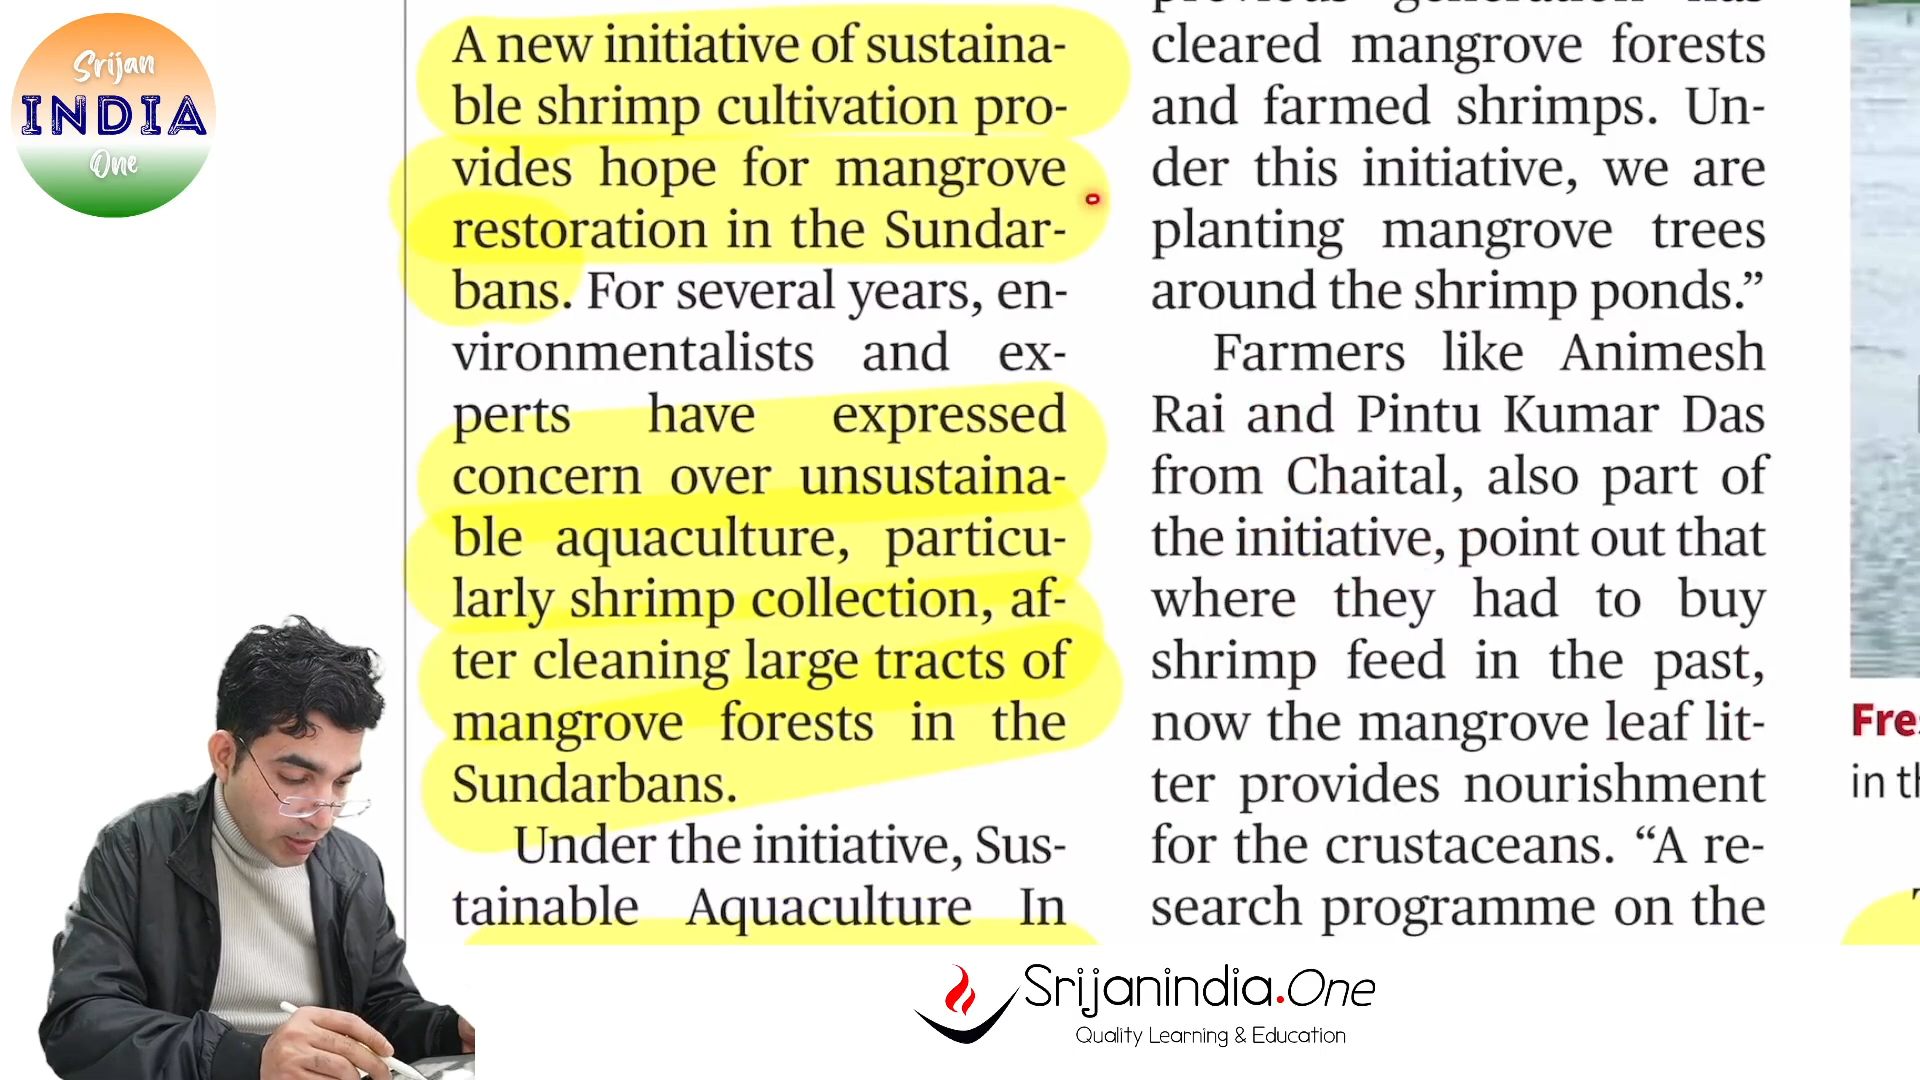 Srijan
INDIA
One
A new initiative of sustaina-
ble shrimp cultivation pro-
vides hope for mangrove
restoration in the Sundar-
bans. For several years, en-
vironmentalists and ex-
perts have expressed
concern over unsustaina-
ble aquaculture, particu-
larly shrimp collection, af-
ter cleaning large tracts of
mangrove forests in the
Sundarbans.
Under the initiative, Sus-
tainable Aquaculture In
previous generation has
cleared mangrove forests
and farmed shrimps. Un-
der this initiative, we are
planting mangrove trees
around the shrimp ponds.”
Farmers like Animesh
Rai and Pintu Kumar Das
from Chaital, also part of
the initiative, point out that
where they had to buy
shrimp feed in the past,
now the mangrove leaf lit-
ter provides nourishment
for the crustaceans. “A re-
search programme on the
Fre
in th
Srijanindia.One
Quality Learning & Education